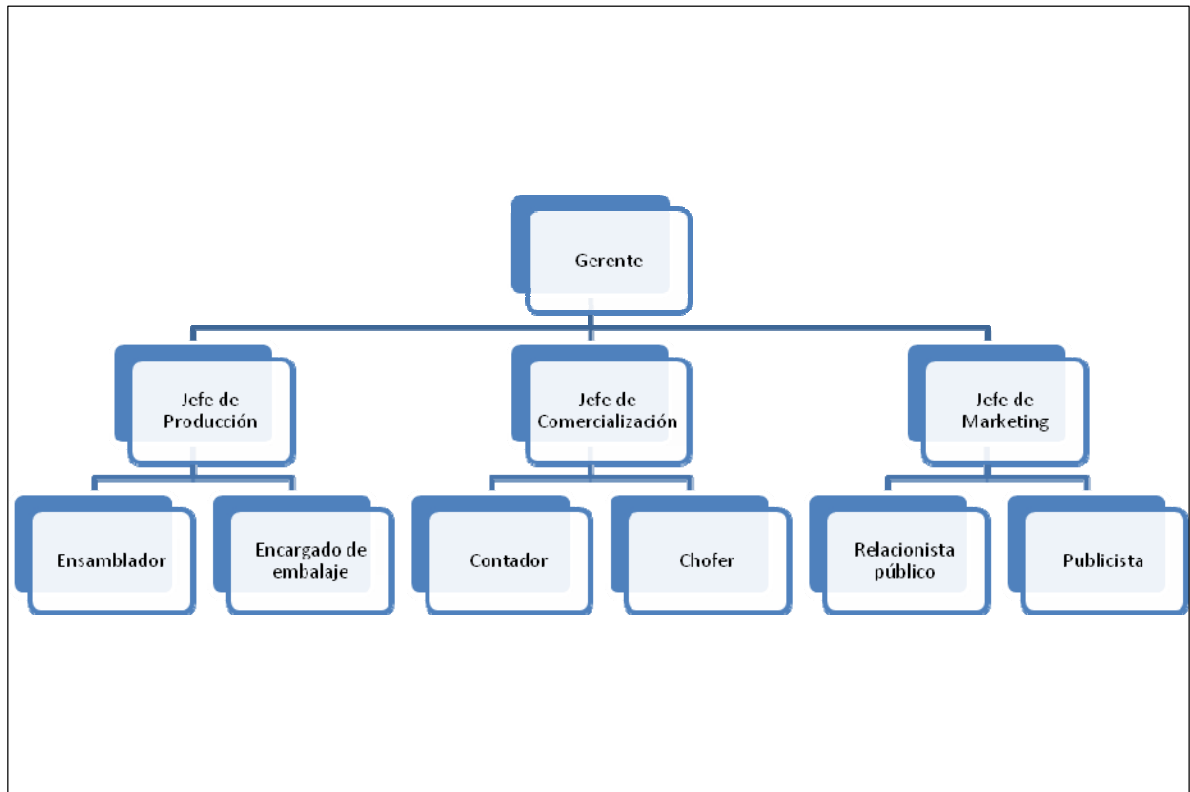 Gerente
Jefe de
Producción
Jefe de
Comercialización
Jefe de
Marketing
Ensamblador
Encargado de
embalaje
Contador
Chofer
Relacionista
público
Publicista